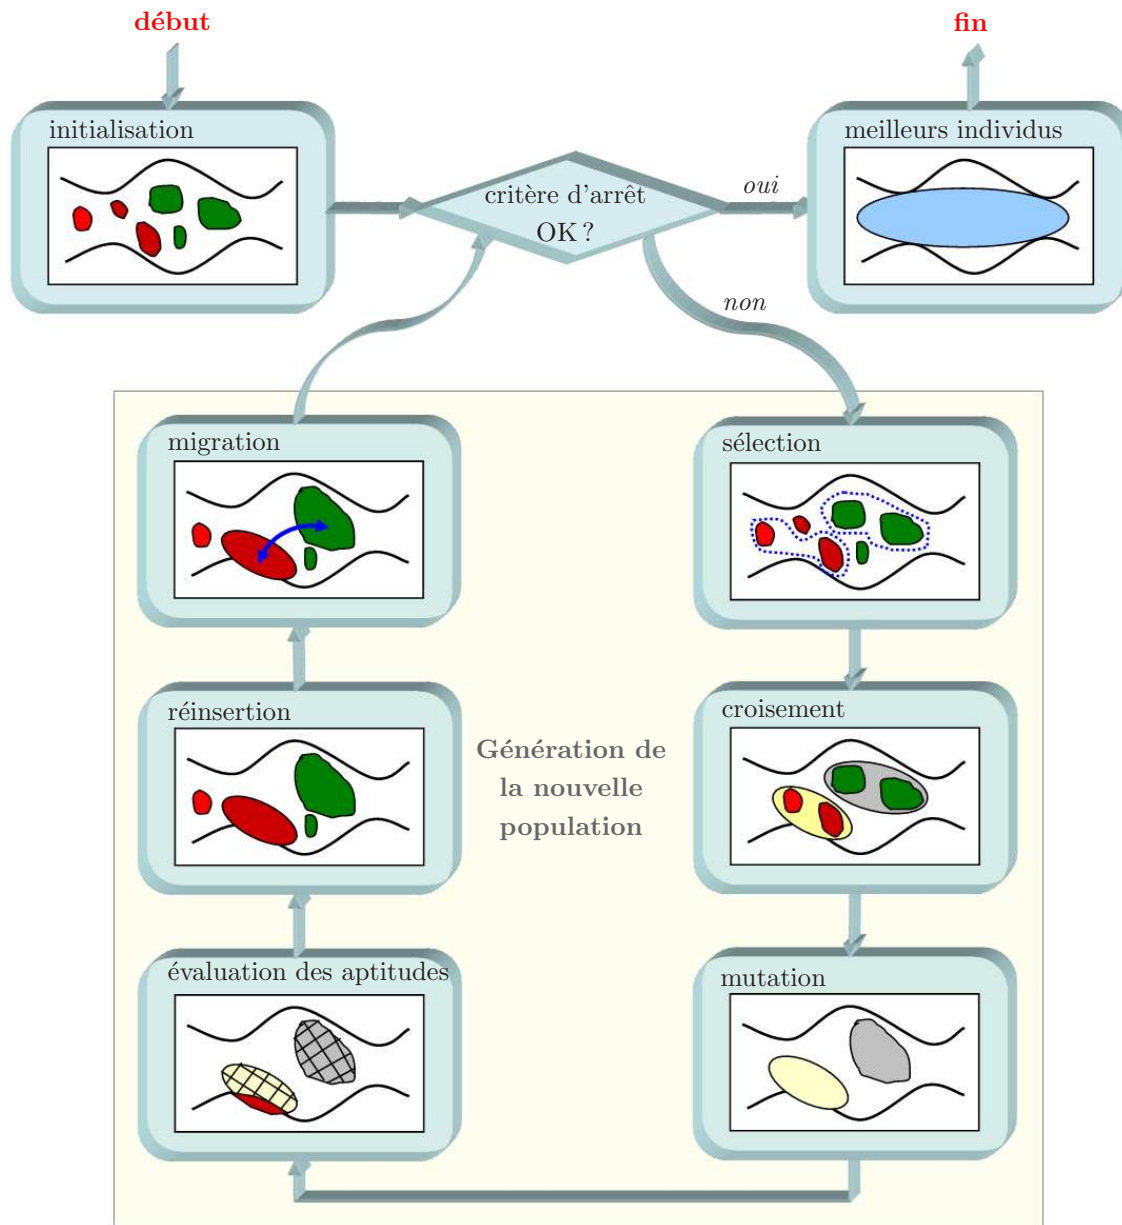 début
fin
initialisation
meilleurs individus
critère d'arrêt
OK ?
oui
non
migration
sélection
réinsertion
croisement
Génération de
la nouvelle
population
évaluation des aptitudes
mutation